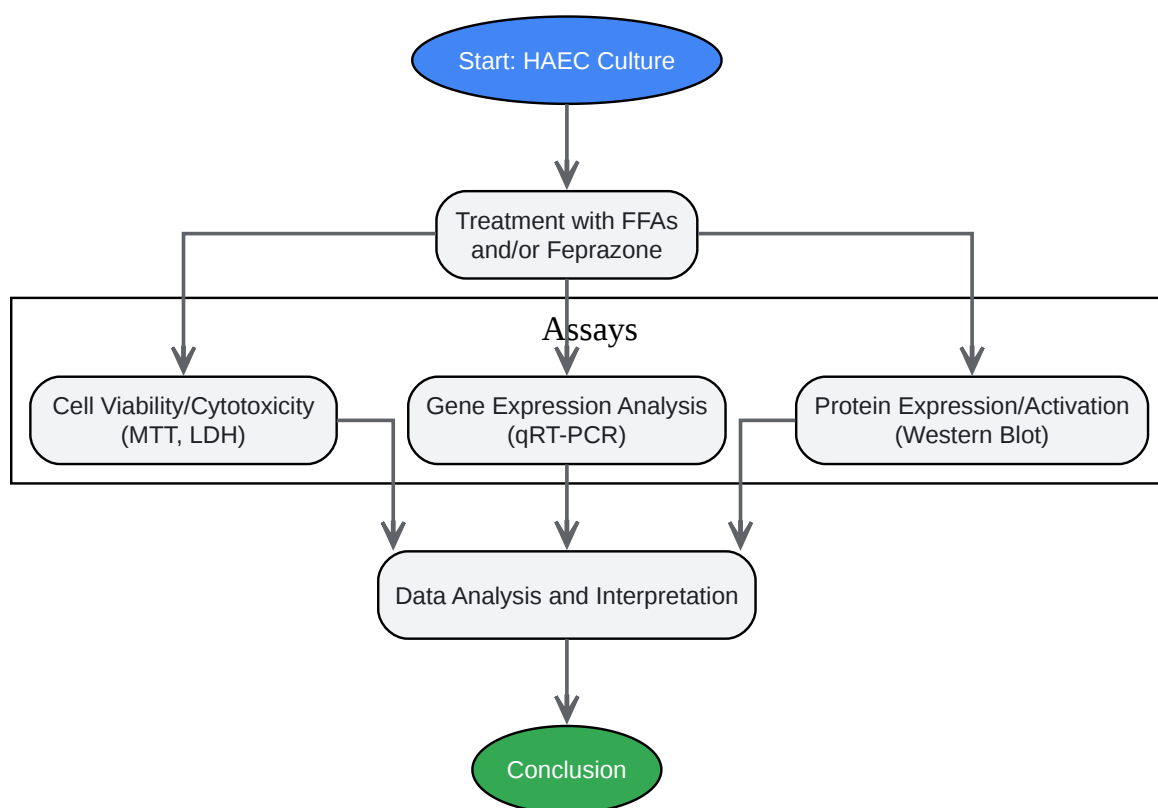 Start: HAEC Culture
Treatment with FFAs
and/or Feprazone
Assays
Cell Viability/Cytotoxicity
(MTT, LDH)
Gene Expression Analysis
(qRT-PCR)
Protein Expression/Activation
(Western Blot)
Data Analysis and Interpretation
Conclusion